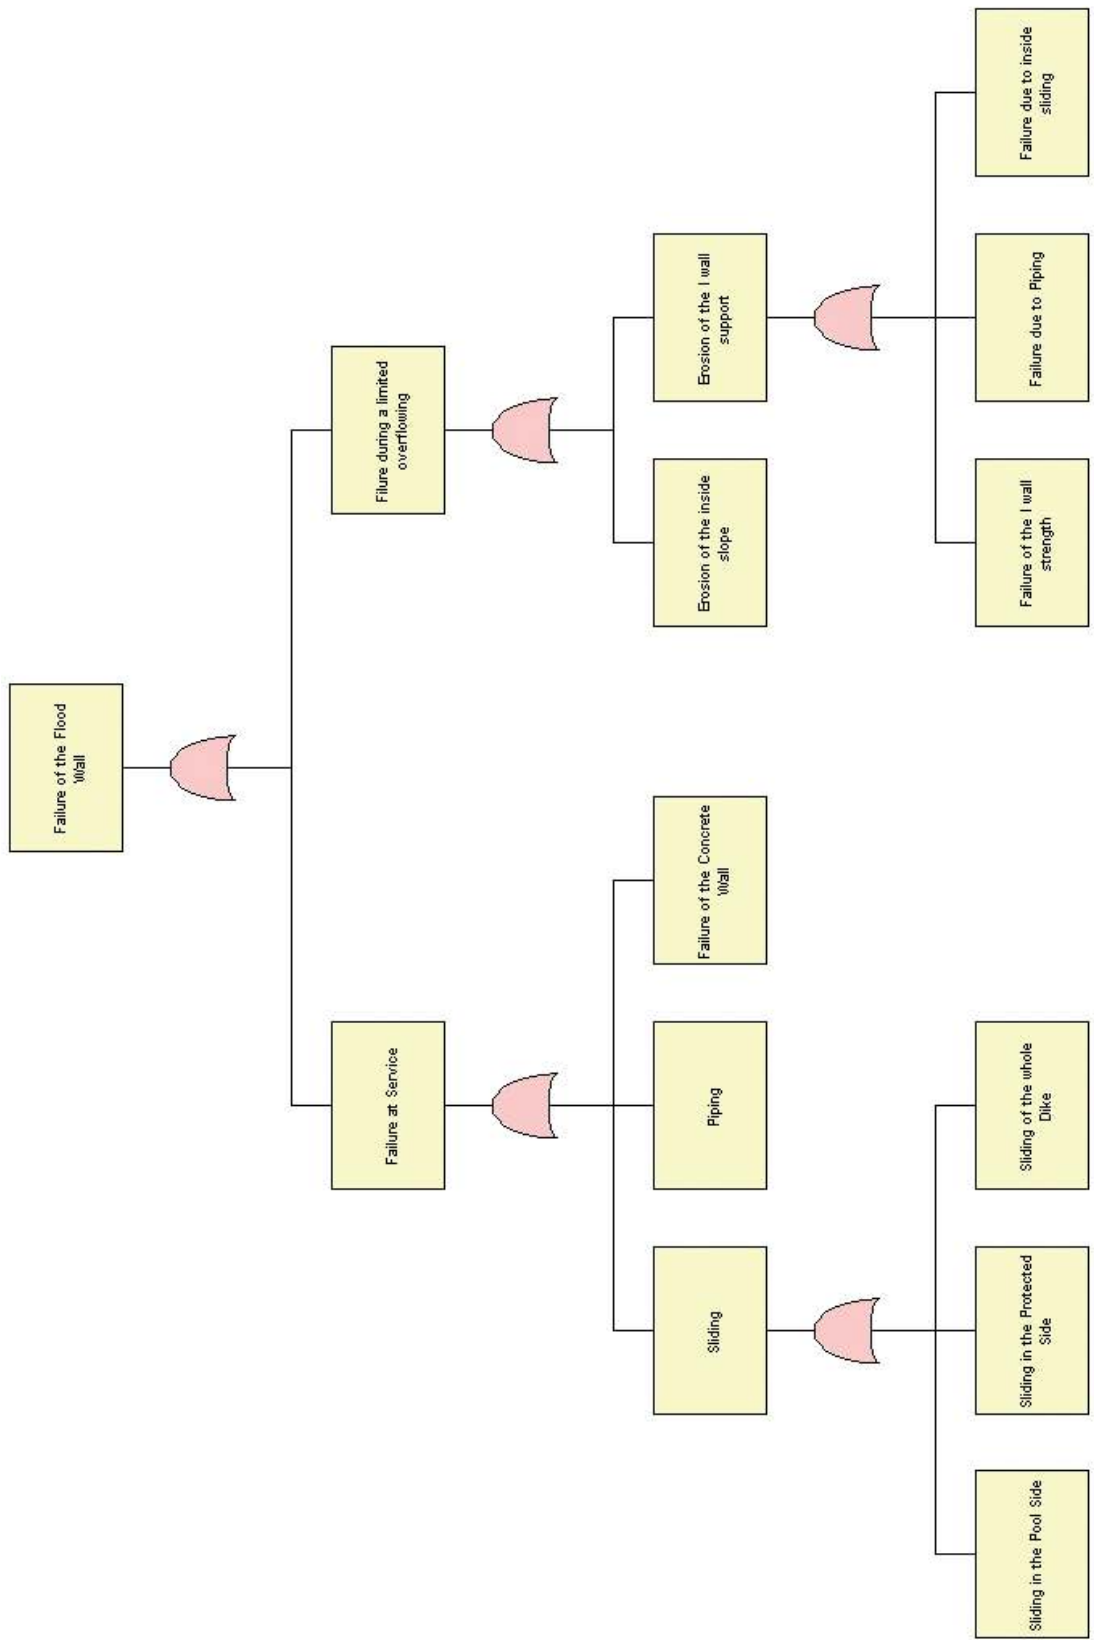 Failure of the Flood
Wall
Failure at Service
Filure during a limited
overflowing
Sliding
Piping
Failure of the Concrete
Wall
Erosion of the inside
slope
Erosion of the I wall
support
Sliding in the Pool Side
Sliding in the Protected
Side
Sliding of the whole
Dike
Failure of the I wall
strength
Failure due to Piping
Failure due to inside
sliding